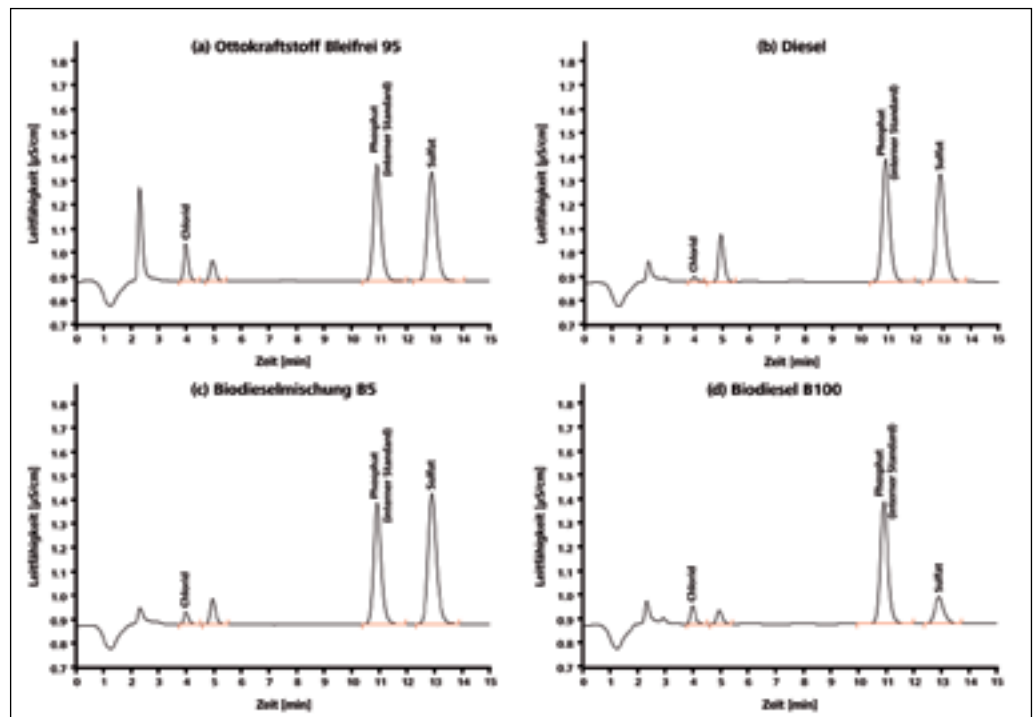 (a) Ottokraftstoff Bleifrei 95
Leitfähigkeit [µS/cm]
1.8
1.7
1.6
1.5
1.4
1.3
1.2
1.1
1.0
0.9
0.8
0.7
Chlorid
Phosphat
(interner Standard)
Sulfat
0 1 2 3 4 5 6 7 8 9 10 11 12 13 14 15
Zeit [min]
(b) Diesel
Leitfähigkeit [µS/cm]
1.8
1.7
1.6
1.5
1.4
1.3
1.2
1.1
1.0
0.9
0.8
0.7
Chlorid
Phosphat
(interner Standard)
Sulfat
0 1 2 3 4 5 6 7 8 9 10 11 12 13 14 15
Zeit [min]
(c) Biodieselmischung B5
Leitfähigkeit [µS/cm]
1.8
1.7
1.6
1.5
1.4
1.3
1.2
1.1
1.0
0.9
0.8
0.7
Chlorid
Phosphat
(interner Standard)
Sulfat
0 1 2 3 4 5 6 7 8 9 10 11 12 13 14 15
Zeit [min]
(d) Biodiesel B100
Leitfähigkeit [µS/cm]
1.8
1.7
1.6
1.5
1.4
1.3
1.2
1.1
1.0
0.9
0.8
0.7
Chlorid
Phosphat
(interner Standard)
Sulfat
0 1 2 3 4 5 6 7 8 9 10 11 12 13 14 15
Zeit [min]